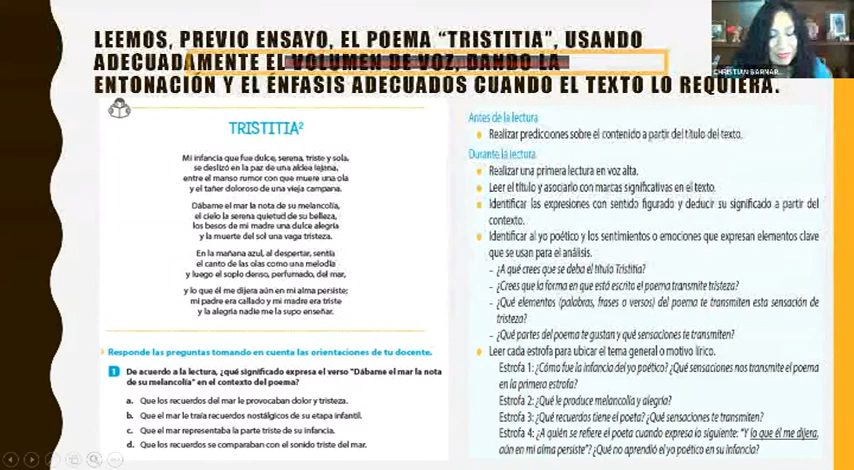 LEEMOS, PREVIO ENSAYO, EL POEMA “TRISTITIA”, USANDO
ADECUADAMENTE EL VOLUMEN DE VOZ, DANDO LA
ENTONACIÓN Y EL ÉNFASIS ADECUADOS CUANDO EL TEXTO LO REQUIERA.
TRISTITIA²
Mi infancia que fue dulce, serena, triste y sola,
se deslizó en la paz de una aldea lejana,
entre el manso rumor con que muere una ola
y el tañer doloroso de una vieja campana.
Dábame el mar la nota de su melancolía,
el cielo la serena quietud de su belleza,
los besos de mi madre una dulce alegría
y la muerte del sol una vaga tristeza.
En la mañana azul, al despertar, sentía
el canto de las olas como una melodía
y luego el soplo denso, perfumado, del mar,
y lo que él me dijera aún en mi alma persiste;
mi padre era callado y mi madre era triste
y la alegría nadie me la supo enseñar.
Responde las preguntas tomando en cuenta las orientaciones de tu docente.
1 De acuerdo a la lectura, ¿qué significado expresa el verso "Dábame el mar la nota
de su melancolía" en el contexto del poema?
a. Que los recuerdos del mar le provocaban dolor y tristeza.
b. Que el mar le traía recuerdos nostálgicos de su etapa infantil.
c. Que el mar representaba la parte triste de su infancia.
d. Que los recuerdos se comparaban con el sonido triste del mar.
Antes de la lectura
Realizar predicciones sobre el contenido a partir del título del texto.
Durante la lectura
Realizar una primera lectura en voz alta.
Leer el título y asociarlo con marcas significativas en el texto.
Identificar las expresiones con sentido figurado y deducir su significado a partir del
contexto.
Identificar al yo poético y los sentimientos o emociones que expresan elementos clave
que se usan para el análisis.
- ¿A qué crees que se deba el título Tristitia?
- ¿Crees que la forma en que está escrito el poema transmite tristeza?
- ¿Qué elementos (palabras, frases o versos) del poema te transmiten esta sensación de
tristeza?
- ¿Qué partes del poema te gustan y qué sensaciones te transmiten?
Leer cada estrofa para ubicar el tema general o motivo lírico.
Estrofa 1: ¿Cómo fue la infancia del yo poético? ¿Qué sensaciones nos transmite el poema
en la primera estrofa?
Estrofa 2: ¿Qué le produce melancolía y alegría?
Estrofa 3: ¿Qué recuerdos tiene el poeta? ¿Qué sensaciones te transmiten?
Estrofa 4: ¿A quién se refiere el poeta cuando expresa lo siguiente: "Y lo que él me dijera,
aún en mi alma persiste"? ¿Qué no aprendió el yo poético en su infancia?